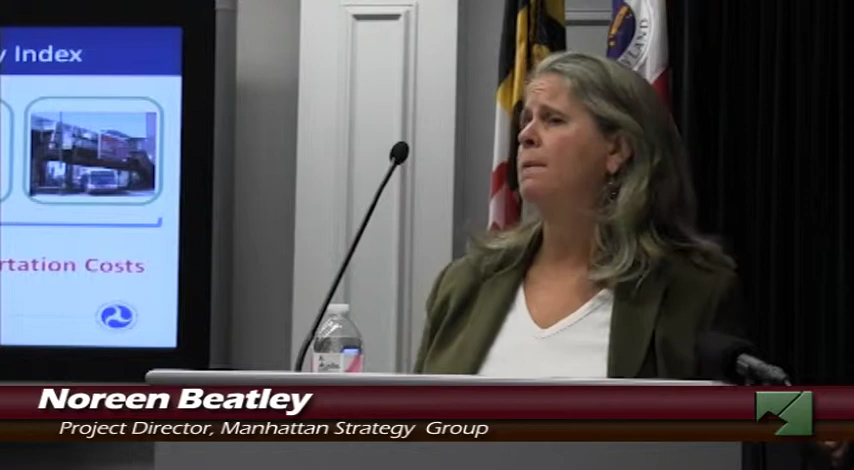 y Index
rtation Costs
Noreen Beatley
Project Director, Manhattan Strategy Group